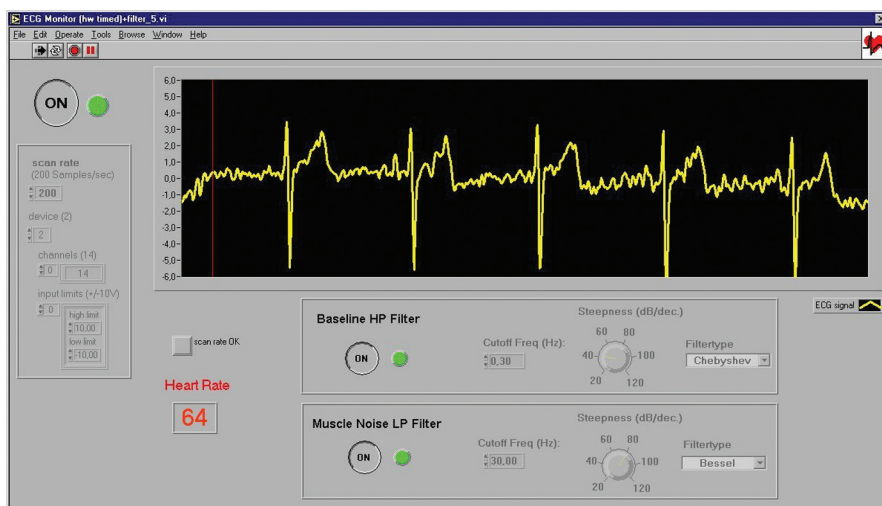 ECG Monitor (hw timed)+filter_5.vi
File Edit Operate Tools Browse Window Help
ON
6,0
5,0
4,0
3,0
2,0
1,0
0,0
-1,0
-2,0
-3,0
-4,0
-5,0
-6,0
scan rate
(200 Samples/sec)
200
device (2)
2
channels (14)
0 14
input limits (+/-10V)
0
high limit
10,00
low limit
-10,00
ECG signal
scan rate OK
Heart Rate
64
Baseline HP Filter
ON
Cutoff Freq (Hz):
0,30
Steepness (dB/dec.)
60 80
40 100
20 120
Filtertype
Chebyshev
Muscle Noise LP Filter
ON
Cutoff Freq (Hz):
30,00
Steepness (dB/dec.)
60 80
40 100
20 120
Filtertype
Bessel